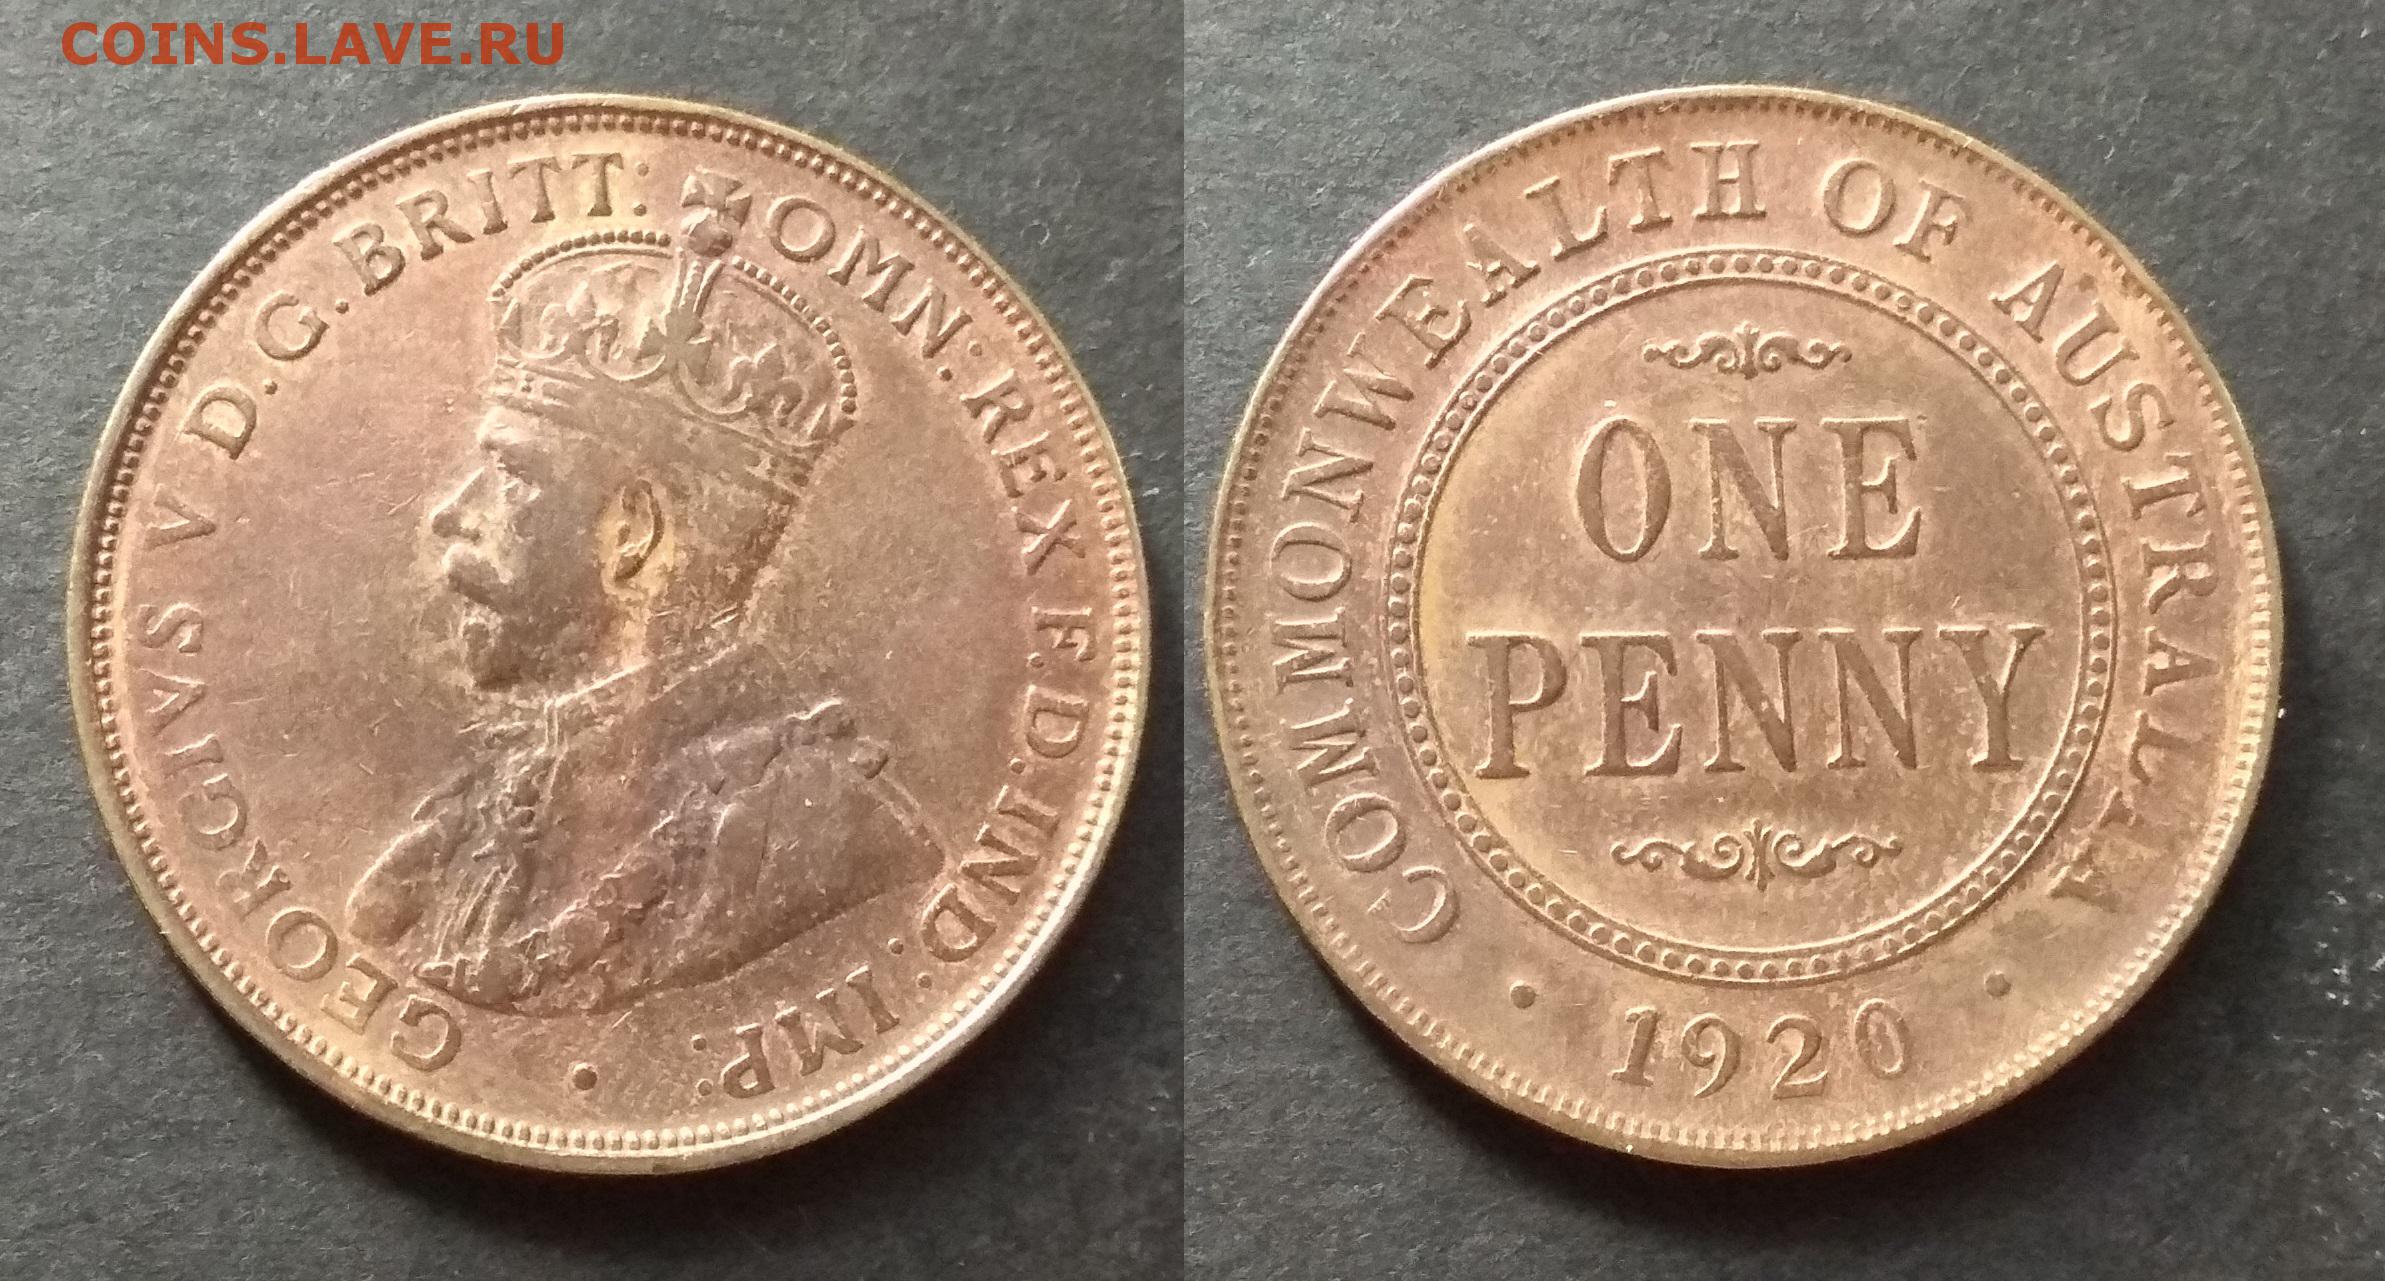 COINS.LAVE.RU
GEORGIVS V D.G. BRITT: OMN: REX F.D. IND: IMP:
COMMONWEALTH OF AUSTRALIA
ONE
PENNY
· 1920 ·